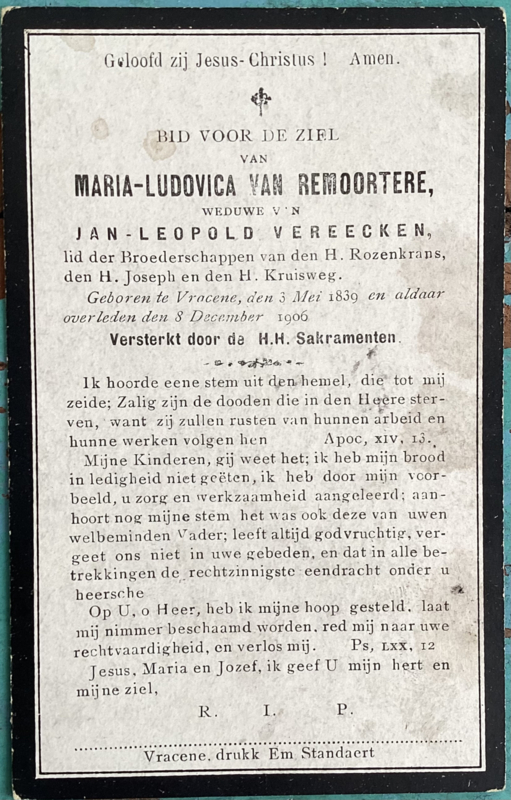 Geloofd zij Jesus-Christus ! Amen.
BID VOOR DE ZIEL
VAN
MARIA-LUDOVICA VAN REMOORTERE,
WEDUWE V'N
JAN-LEOPOLD VEREECKEN,
lid der Broederschappen van den H. Rozenkrans,
den H. Joseph en den H. Kruisweg.
Geboren te Vracene, den 3 Mei 1839 en aldaar
overleden den 8 December 1906
Versterkt door de H.H. Sakramenten.
Ik hoorde eene stem uit den hemel, die tot mij
zeide; Zalig zijn de dooden die in den Heere ster-
ven, want zij zullen rusten van hunnen arbeid en
hunne werken volgen hen Apoc, XIV, 13.
Mijne Kinderen, gij weet het; ik heb mijn brood
in ledigheid niet geëten, ik heb door mijn voor-
beeld, u zorg en werkzaamheid aangeleerd; aan-
hoort nog mijne stem het was ook deze van uwen
welbeminden Vader; leeft altijd godvruchtig, ver-
geet ons niet in uwe gebeden, en dat in alle be-
trekkingen de rechtzinnigste eendracht onder u
heersche
Op U, o Heer, heb ik mijne hoop gesteld, laat
mij nimmer beschaamd worden, red mij naar uwe
rechtvaardigheid, en verlos mij. Ps, LXX, 12
Jesus, Maria en Jozef, ik geef U mijn hert en
mijne ziel,
R. I. P.
Vracene, drukk Em Standaert